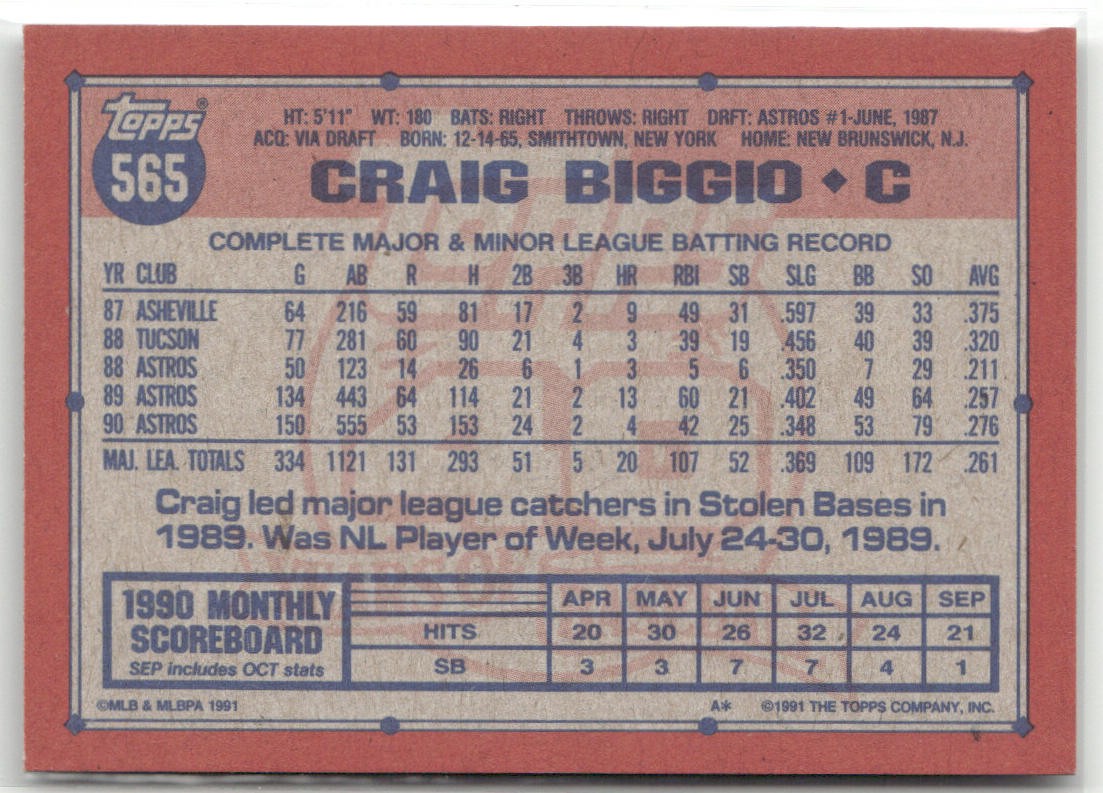 Topps®
565
HT: 5'11" WT: 180 BATS: RIGHT THROWS: RIGHT DRFT: ASTROS #1-JUNE, 1987
ACQ: VIA DRAFT BORN: 12-14-65, SMITHTOWN, NEW YORK HOME: NEW BRUNSWICK, N.J.
CRAIG BIGGIO ◆ C
COMPLETE MAJOR & MINOR LEAGUE BATTING RECORD
YR CLUB G AB R H 2B 3B HR RBI SB SLG BB SO AVG
87 ASHEVILLE 64 216 59 81 17 2 9 49 31 .597 39 33 .375
88 TUCSON 77 281 60 90 21 4 3 39 19 .456 40 39 .320
88 ASTROS 50 123 14 26 6 1 3 5 6 .350 7 29 .211
89 ASTROS 134 443 64 114 21 2 13 60 21 .402 49 64 .257
90 ASTROS 150 555 53 153 24 2 4 42 25 .348 53 79 .276
MAJ. LEA. TOTALS 334 1121 131 293 51 5 20 107 52 .369 109 172 .261
Craig led major league catchers in Stolen Bases in
1989. Was NL Player of Week, July 24-30, 1989.
1990 MONTHLY
SCOREBOARD
SEP includes OCT stats
APR MAY JUN JUL AUG SEP
HITS 20 30 26 32 24 21
SB 3 3 7 7 4 1
©MLB & MLBPA 1991 A* ©1991 THE TOPPS COMPANY, INC.